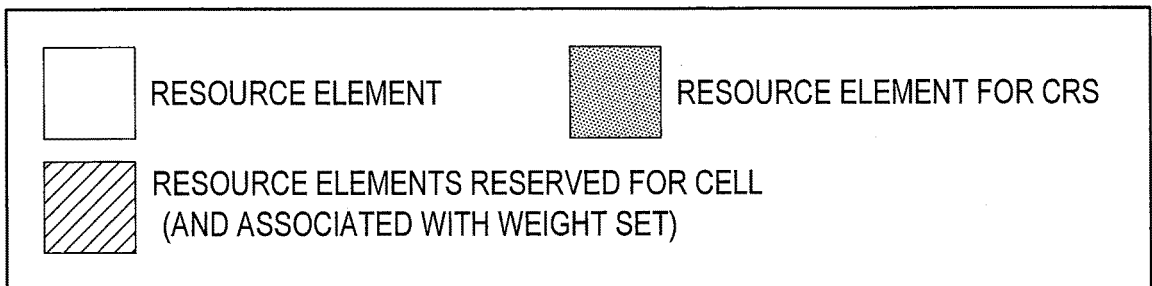 RESOURCE ELEMENT
RESOURCE ELEMENT FOR CRS
RESOURCE ELEMENTS RESERVED FOR CELL
(AND ASSOCIATED WITH WEIGHT SET)